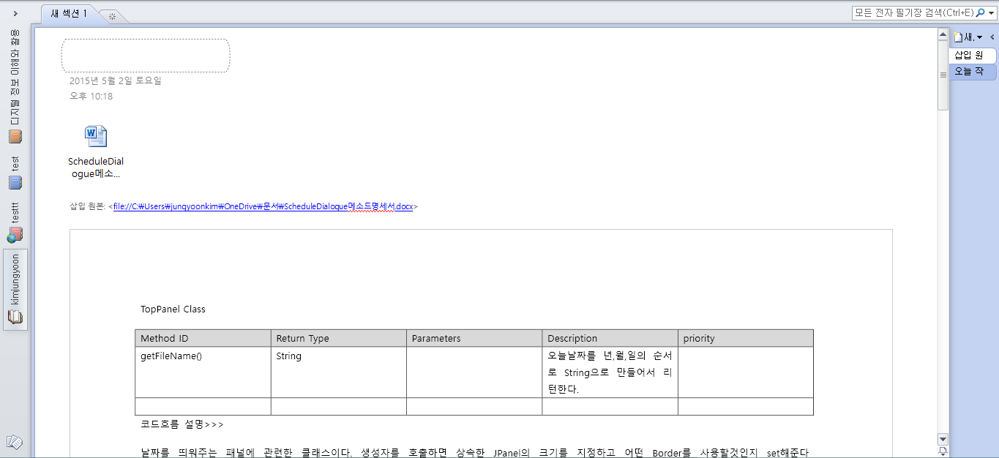 새 섹션 1
모든 전자 필기장 검색(Ctrl+E)
디지털 정보 이해와 활용
test
testtt
kimjungyoon
새.
삽입 원
오늘 작
2015년 5월 2일 토요일
오후 10:18
W
ScheduleDial
ogue메소...
삽입 원본: <file://C:₩Users₩jungyoonkim₩OneDrive₩문서₩ScheduleDialogue메소드명세서.docx>
TopPanel Class
Method ID Return Type Parameters Description priority
getFileName() String 오늘날짜를 년,월,일의 순서
로 String으로 만들어서 리
턴한다.
코드흐름 설명>>>
날짜를 띄워주는 패널에 관련한 클래스이다. 생성자를 호출하면 상속한 JPanel의 크기를 지정하고 어떤 Border를 사용할것인지 set해준다